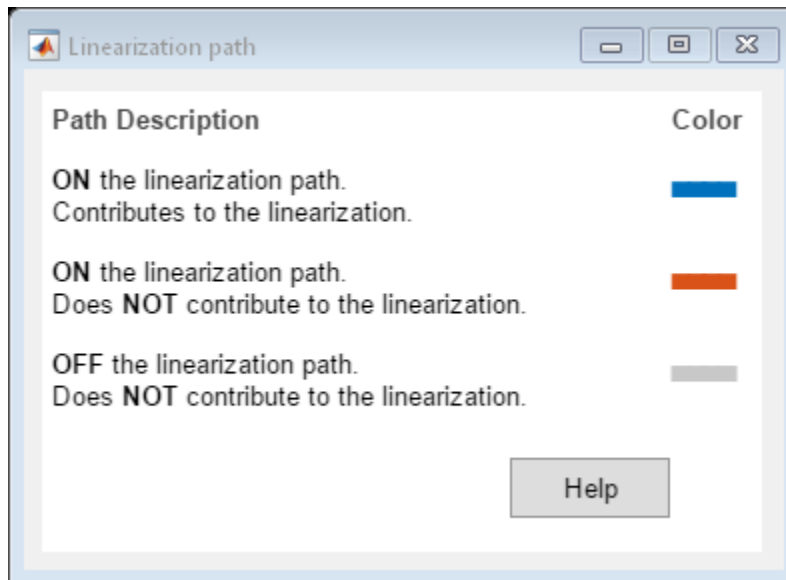 Linearization path
Path Description Color
ON the linearization path.
Contributes to the linearization.
ON the linearization path.
Does NOT contribute to the linearization.
OFF the linearization path.
Does NOT contribute to the linearization.
Help